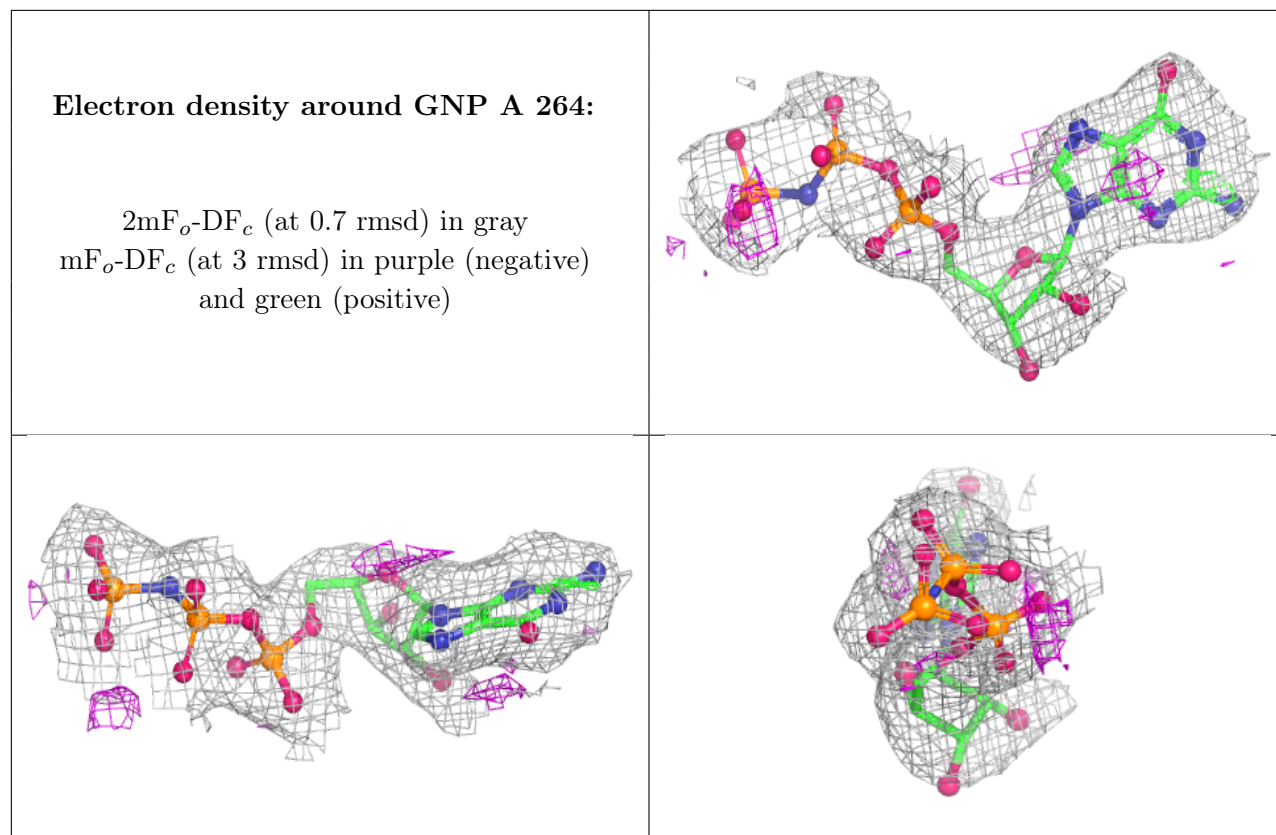 Electron density around GNP A 264:
2mFₒ-DF𝒸 (at 0.7 rmsd) in gray
mFₒ-DF𝒸 (at 3 rmsd) in purple (negative)
and green (positive)